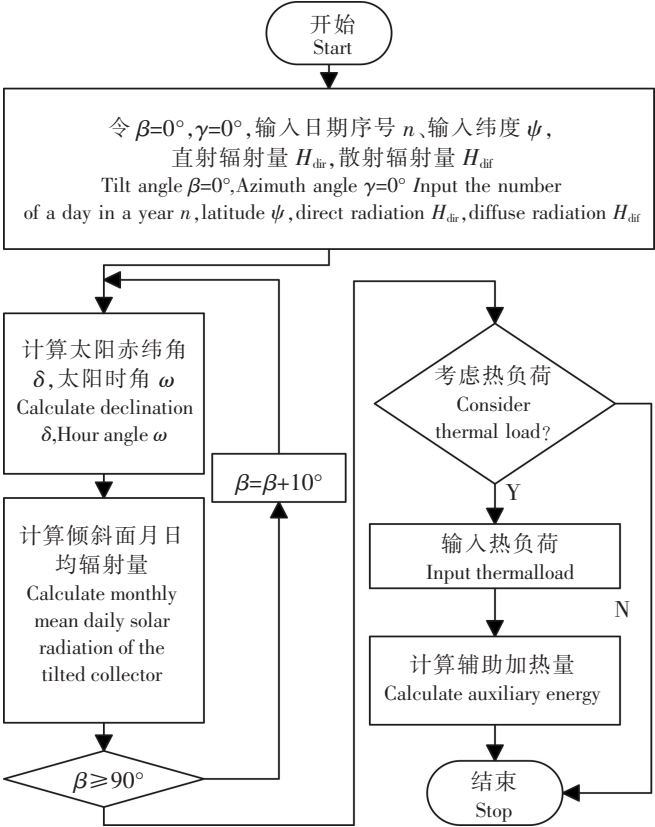 开始
Start
令 β=0°,γ=0°,输入日期序号 n、输入纬度 ψ,
直射辐射量 Hdir,散射辐射量 Hdif
Tilt angle β=0°,Azimuth angle γ=0° Input the number
of a day in a year n,latitude ψ,direct radiation Hdir,diffuse radiation Hdif
计算太阳赤纬角
δ,太阳时角 ω
Calculate declination
δ,Hour angle ω
β=β+10°
计算倾斜面月日
均辐射量
Calculate monthly
mean daily solar
radiation of the
tilted collector
β≥90°
考虑热负荷
Consider
thermal load?
Y
输入热负荷
Input thermalload
N
计算辅助加热量
Calculate auxiliary energy
结束
Stop